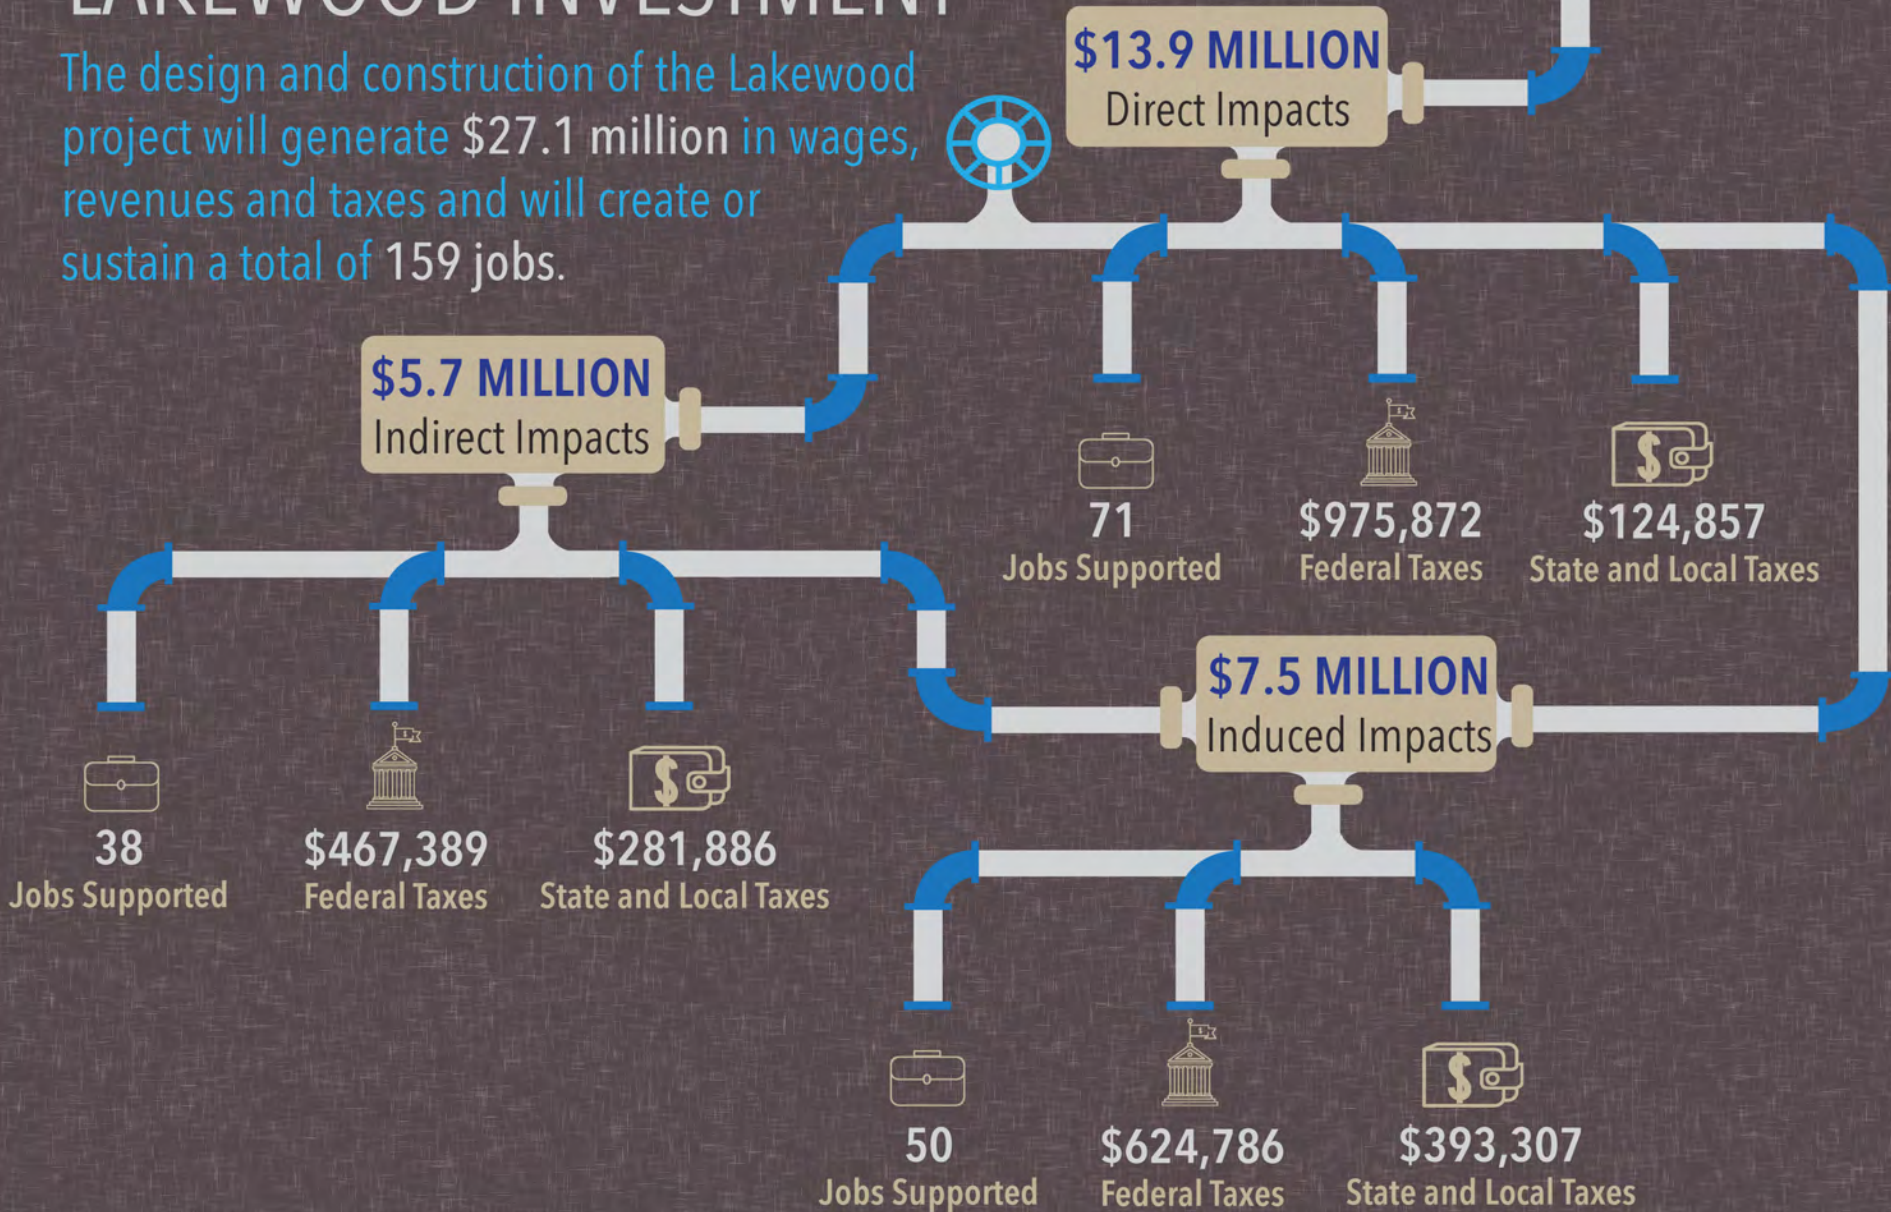 LAKEWOOD INVESTMENT
The design and construction of the Lakewood
project will generate $27.1 million in wages,
revenues and taxes and will create or
sustain a total of 159 jobs.
$13.9 MILLION
Direct Impacts
71
Jobs Supported
$975,872
Federal Taxes
$124,857
State and Local Taxes
$5.7 MILLION
Indirect Impacts
38
Jobs Supported
$467,389
Federal Taxes
$281,886
State and Local Taxes
$7.5 MILLION
Induced Impacts
50
Jobs Supported
$624,786
Federal Taxes
$393,307
State and Local Taxes